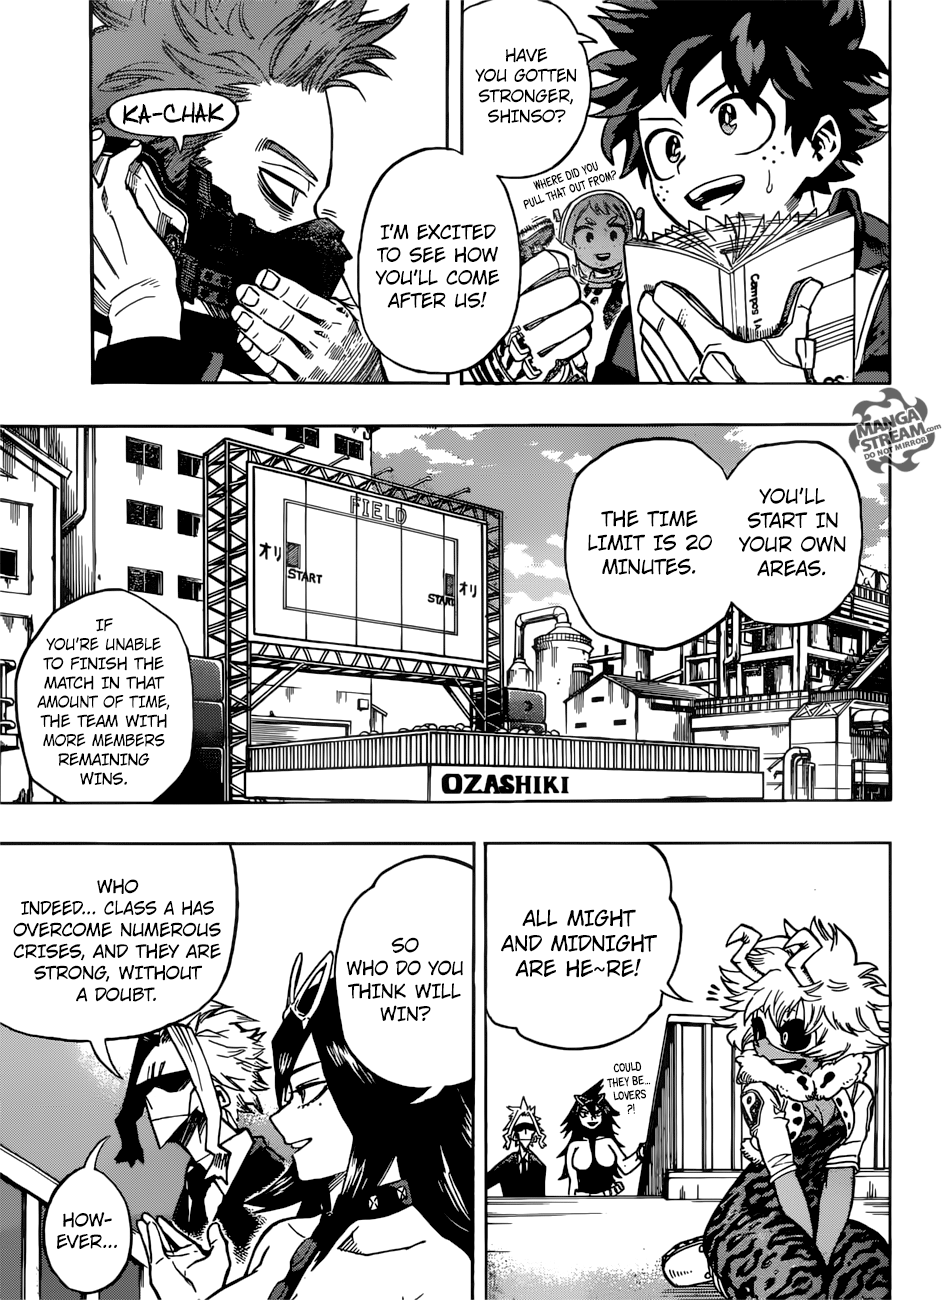 HAVE
YOU GOTTEN
STRONGER,
SHINSO?
WHERE DID YOU
PULL THAT OUT FROM?
Campus
I'M EXCITED
TO SEE HOW
YOU'LL COME
AFTER US!
KA-CHAK
MANGA
STREAM.com
DO NOT MIRROR
YOU'LL
START IN
YOUR OWN
AREAS.
THE TIME
LIMIT IS 20
MINUTES.
FIELD
オリ
START
オリ
START
IF
YOU'RE UNABLE
TO FINISH THE
MATCH IN THAT
AMOUNT OF TIME,
THE TEAM WITH
MORE MEMBERS
REMAINING
WINS.
OZASHIKI
ALL MIGHT
AND MIDNIGHT
ARE HE~RE!
COULD
THEY BE...
LOVERS
?!
SO
WHO DO YOU
THINK WILL
WIN?
WHO
INDEED... CLASS A HAS
OVERCOME NUMEROUS
CRISES, AND THEY ARE
STRONG, WITHOUT
A DOUBT.
HOW-
EVER...